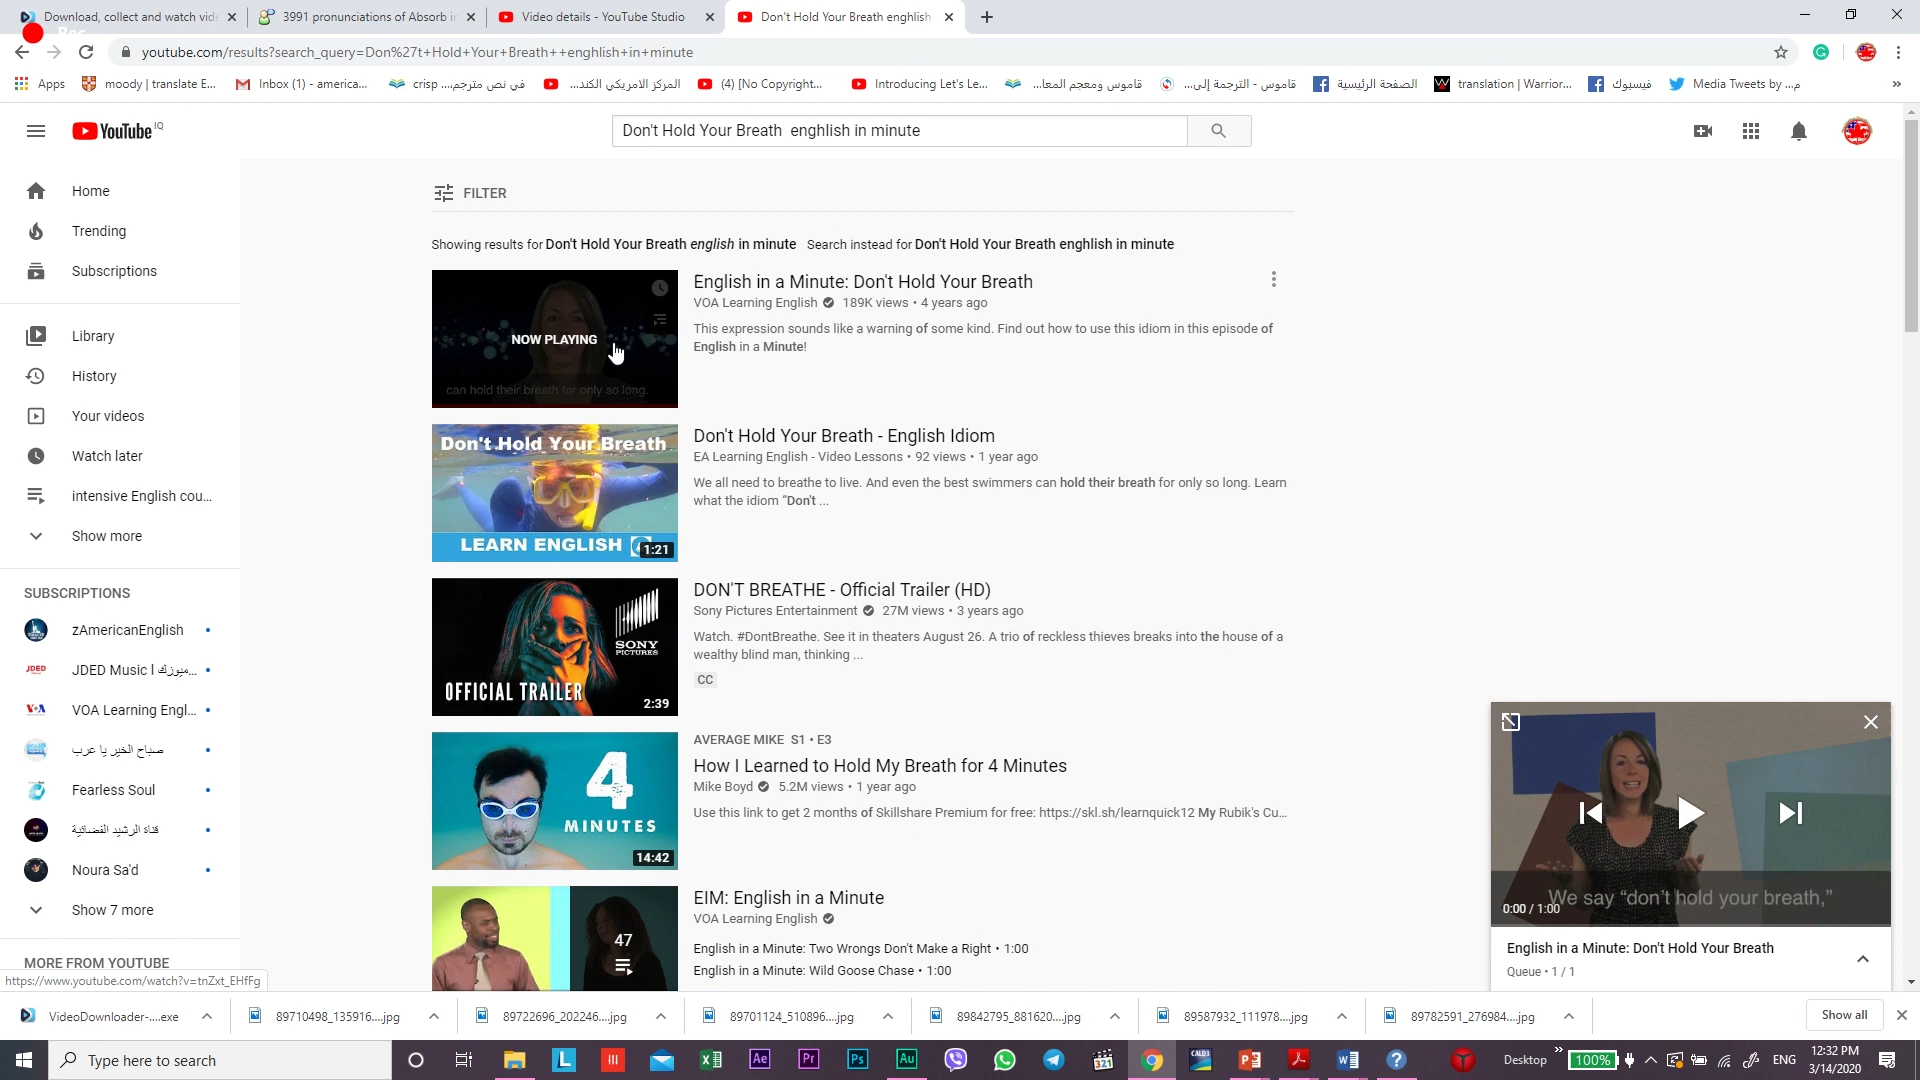 Download, collect and watch vide
3991 pronunciations of Absorb in
Video details - YouTube Studio
Don't Hold Your Breath enghlish
Rec
youtube.com/results?search_query=Don%27t+Hold+Your+Breath++enghlish+in+minute
Apps
moody | translate E...
Inbox (1) - america...
crisp في نص مترجم،...
المركز الامريكي الكند...
(4) [No Copyright...
Introducing Let's Le...
قاموس ومعجم المعا...
قاموس - الترجمة إلى...
الصفحة الرئيسية
translation | Warrior...
فيسبوك
Media Tweets by ...م
YouTube IQ
Don't Hold Your Breath  enghlish in minute
Home
Trending
Subscriptions
Library
History
Your videos
Watch later
intensive English cou...
Show more
SUBSCRIPTIONS
zAmericanEnglish
JDED Music l ميوزك...
VOA Learning Engl...
صباح الخير يا عرب
Fearless Soul
قناة الرشيد الفضائية
Noura Sa'd
Show 7 more
MORE FROM YOUTUBE
https://www.youtube.com/watch?v=tnZxt_EHfFg
FILTER
Showing results for Don't Hold Your Breath english in minute Search instead for Don't Hold Your Breath enghlish in minute
NOW PLAYING
can hold their breath for only so long.
English in a Minute: Don't Hold Your Breath
VOA Learning English 189K views • 4 years ago
This expression sounds like a warning of some kind. Find out how to use this idiom in this episode of
English in a Minute!
Don't Hold Your Breath
LEARN ENGLISH
1:21
Don't Hold Your Breath - English Idiom
EA Learning English - Video Lessons • 92 views • 1 year ago
We all need to breathe to live. And even the best swimmers can hold their breath for only so long. Learn
what the idiom “Don't ...
SONY
PICTURES
OFFICIAL TRAILER
2:39
DON'T BREATHE - Official Trailer (HD)
Sony Pictures Entertainment 27M views • 3 years ago
Watch. #DontBreathe. See it in theaters August 26. A trio of reckless thieves breaks into the house of a
wealthy blind man, thinking ...
CC
4
MINUTES
14:42
AVERAGE MIKE S1 • E3
How I Learned to Hold My Breath for 4 Minutes
Mike Boyd 5.2M views • 1 year ago
Use this link to get 2 months of Skillshare Premium for free: https://skl.sh/learnquick12 My Rubik's Cu...
47
EIM: English in a Minute
VOA Learning English
English in a Minute: Two Wrongs Don't Make a Right • 1:00
English in a Minute: Wild Goose Chase • 1:00
We say “don't hold your breath,”
0:00 / 1:00
English in a Minute: Don't Hold Your Breath
Queue • 1 / 1
VideoDownloader-....exe
89710498_135916....jpg
89722696_202246....jpg
89701124_510896....jpg
89842795_881620....jpg
89587932_111978....jpg
89782591_276984....jpg
Show all
Type here to search
Desktop
100%
ENG
12:32 PM
3/14/2020